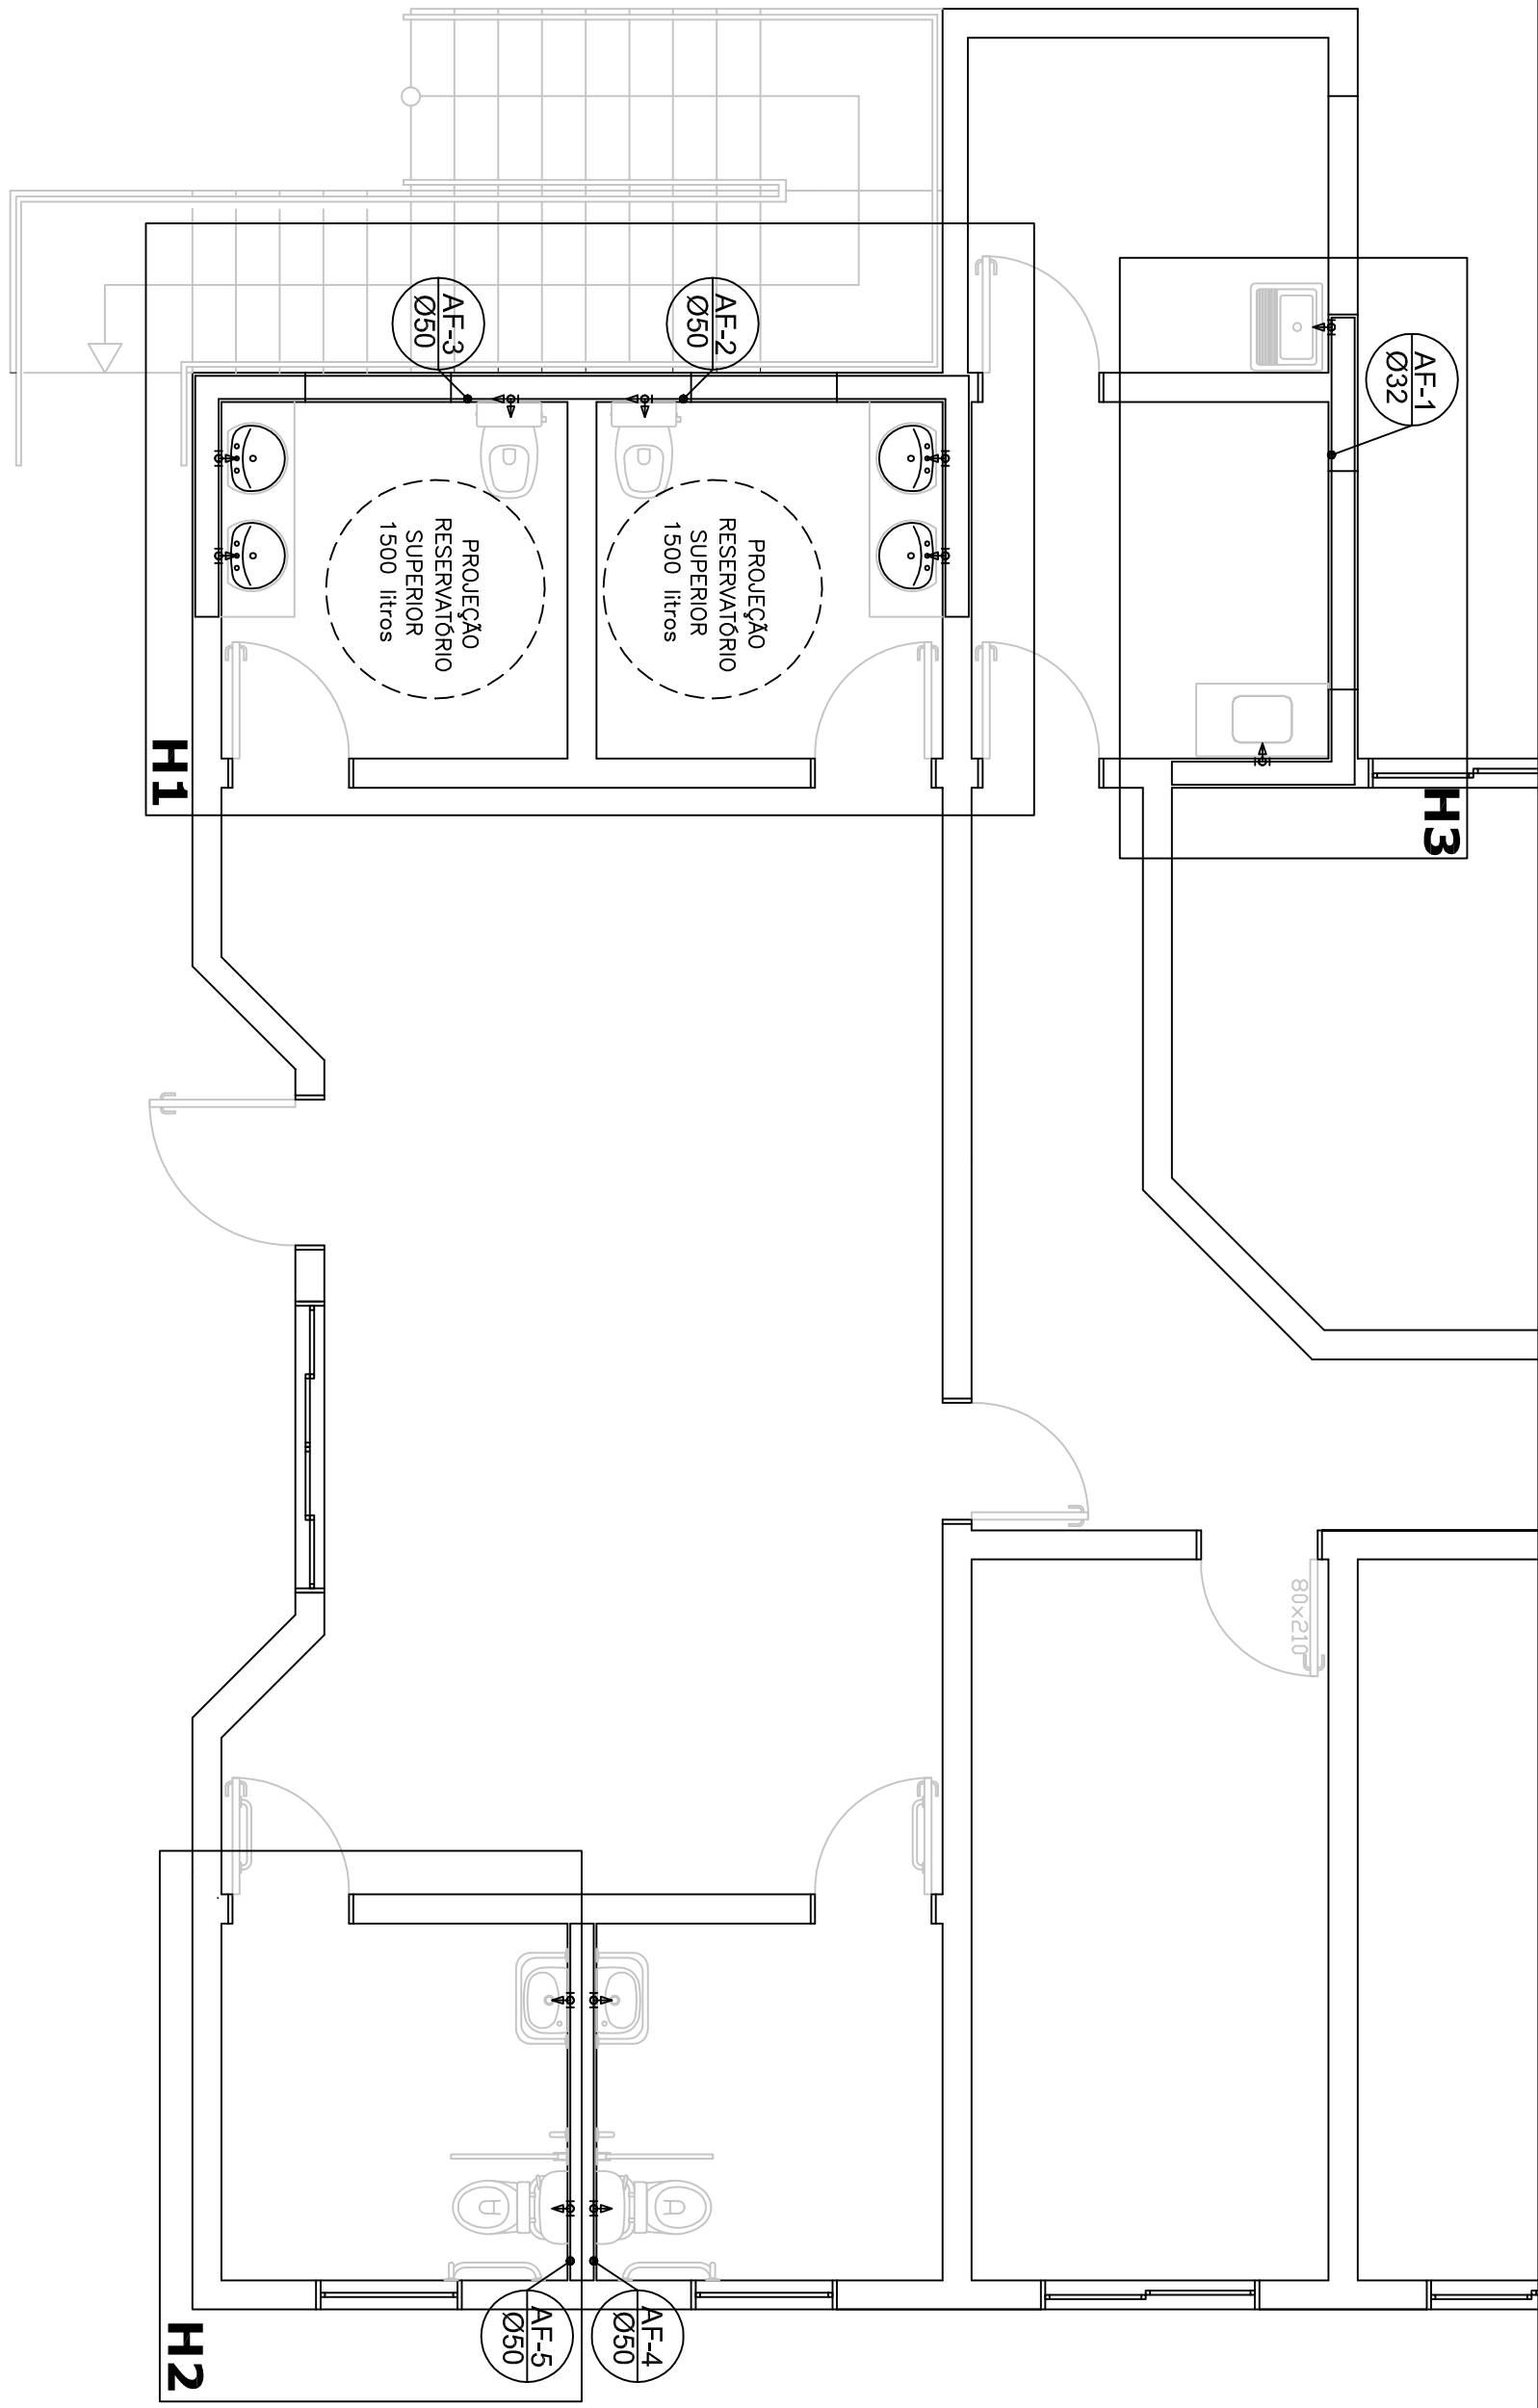 AF-1
Ø32
AF-2
Ø50
AF-3
Ø50
PROJEÇÃO
RESERVATÓRIO
SUPERIOR
1500 litros
PROJEÇÃO
RESERVATÓRIO
SUPERIOR
1500 litros
H3
H1
80x210
AF-4
Ø50
AF-5
Ø50
H2